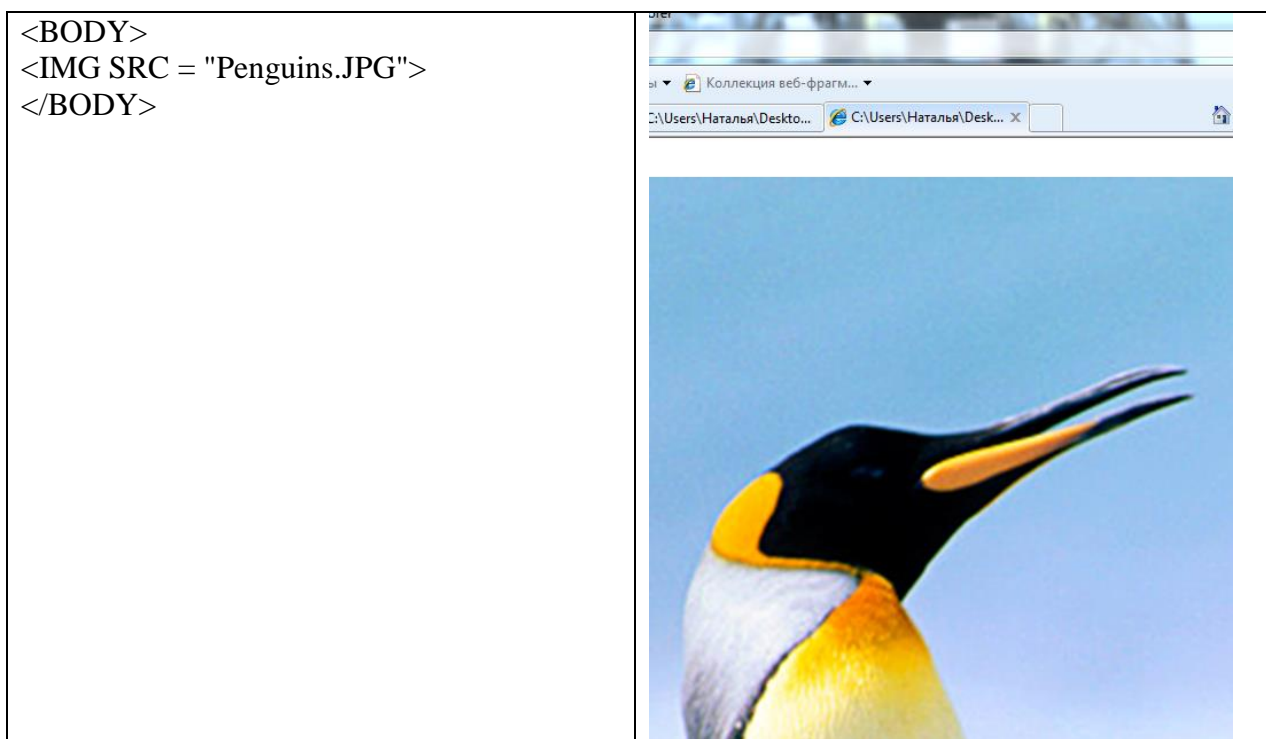 <BODY>
<IMG SRC = "Penguins.JPG">
</BODY>
Коллекция веб-фрагм...
C:\Users\Наталья\Deskto... C:\Users\Наталья\Desk... X